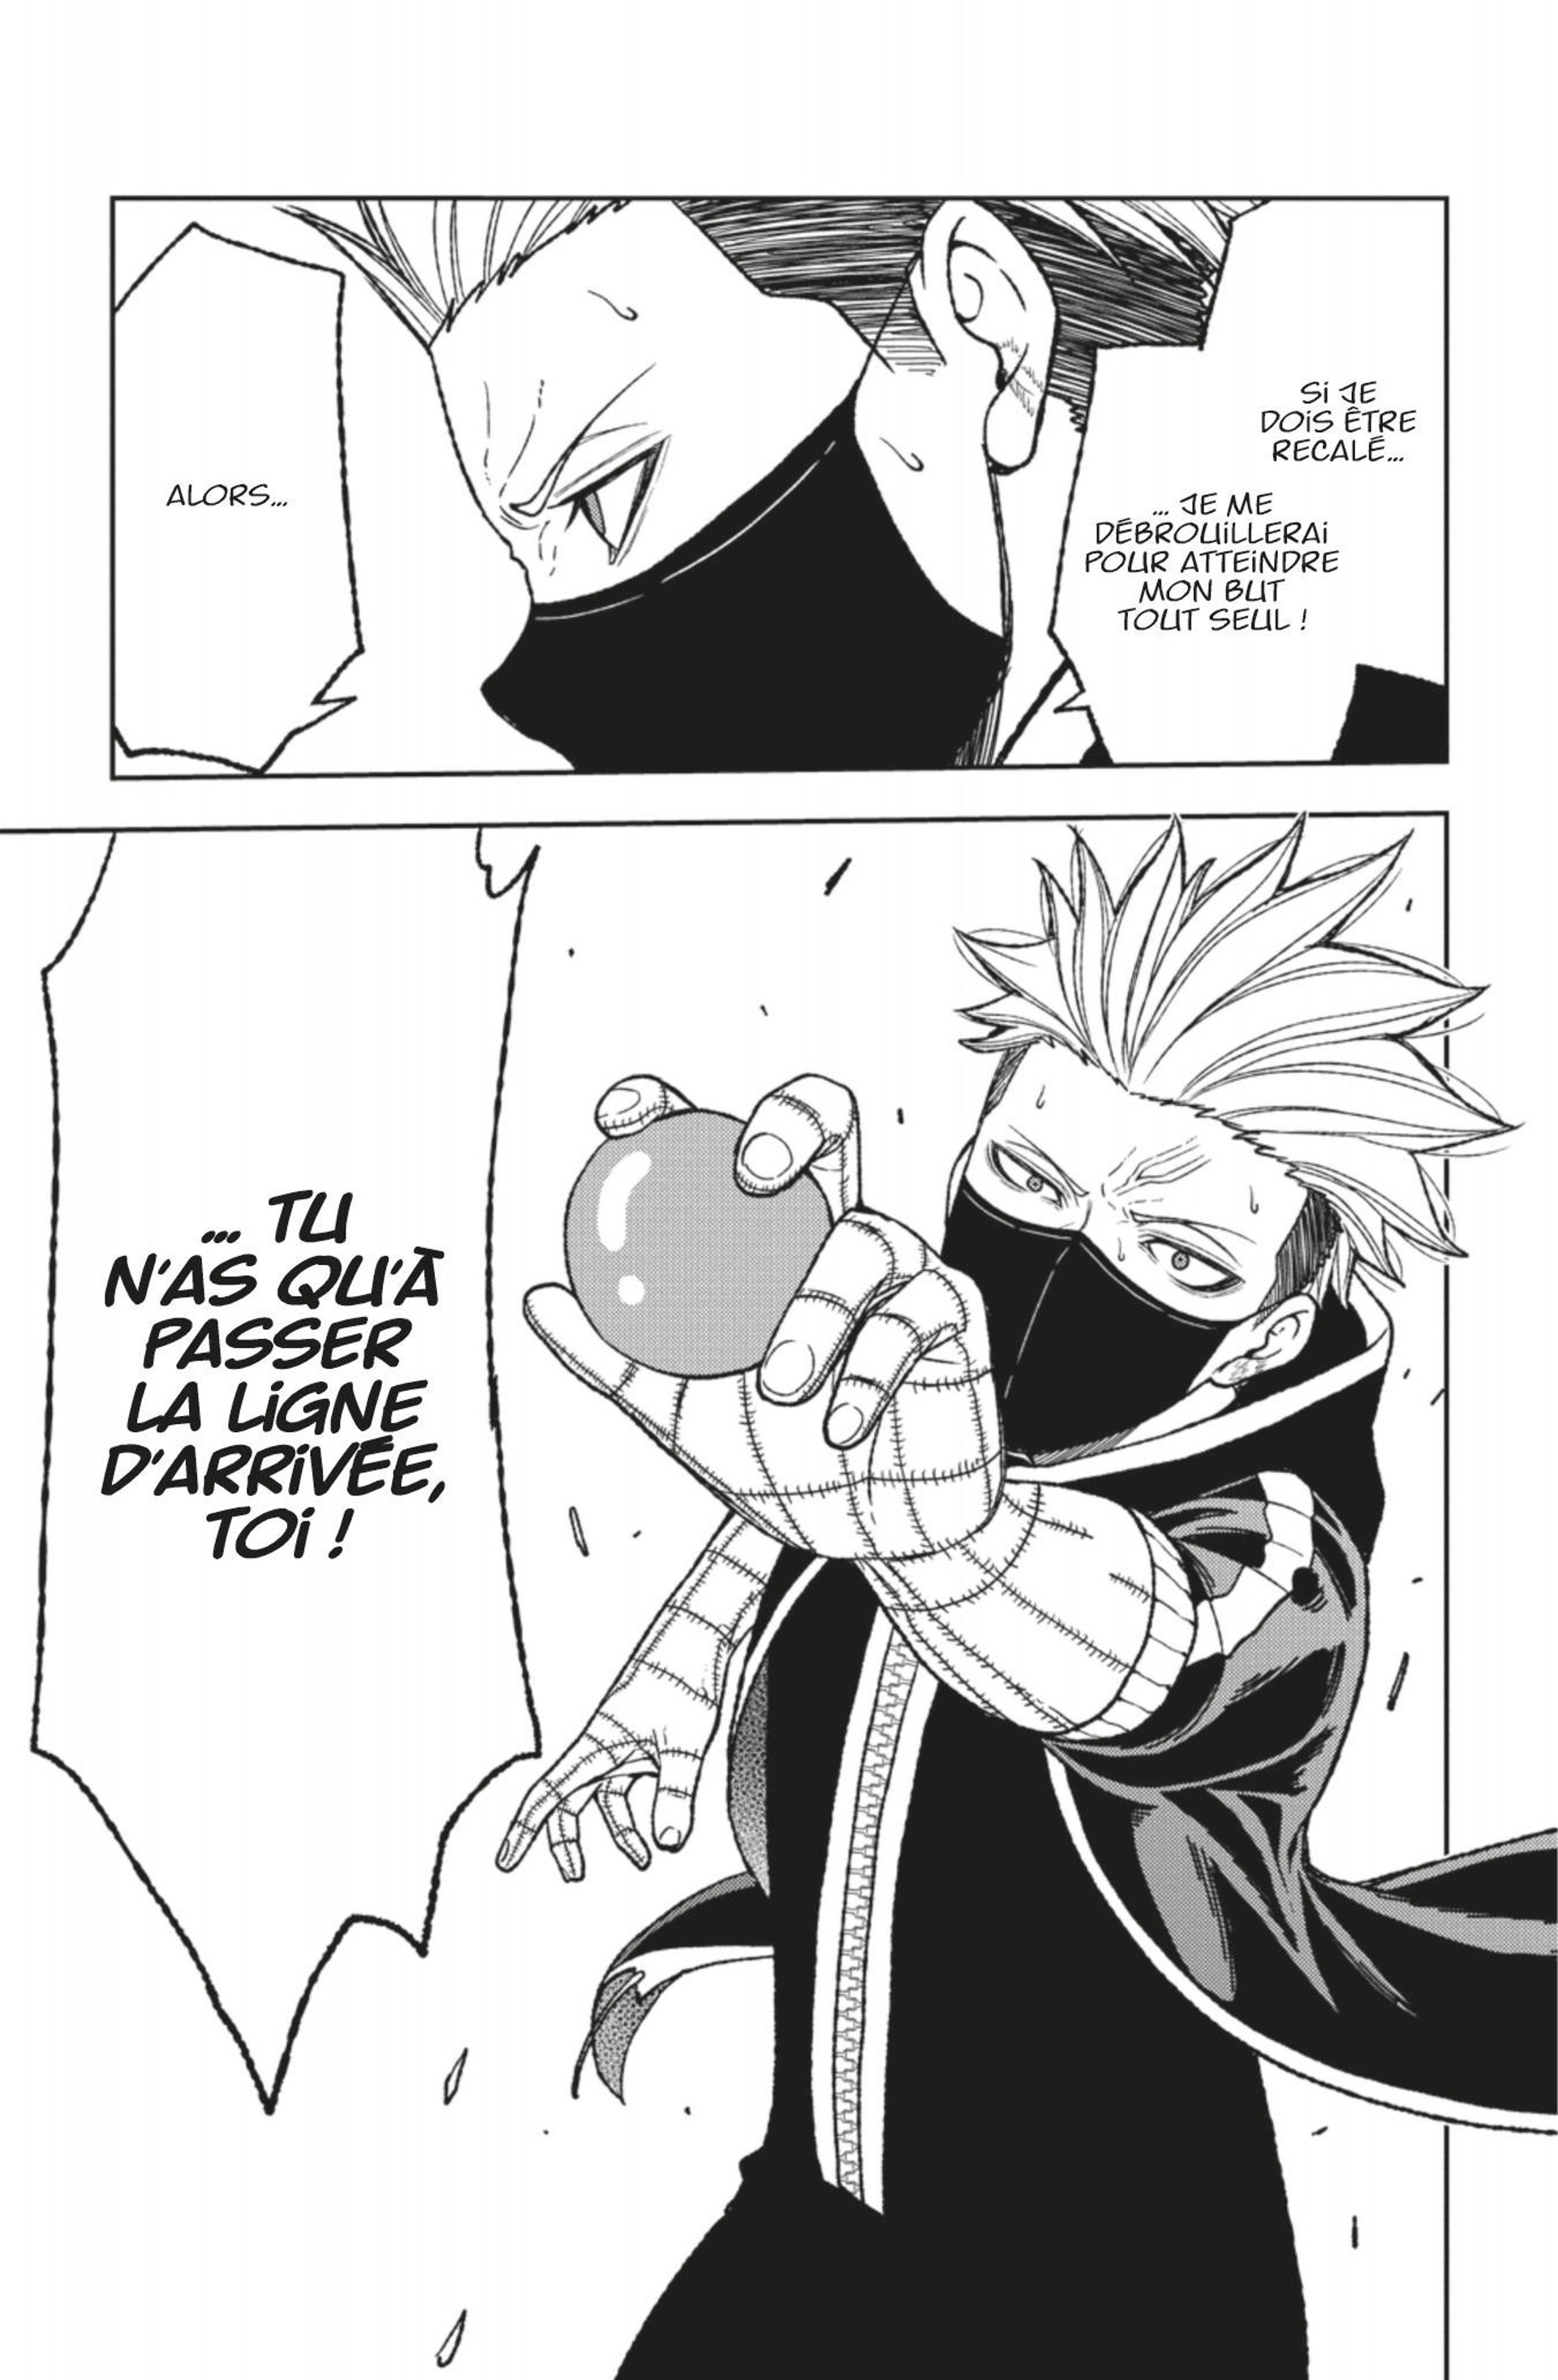 SI JE
DOIS ÊTRE
RECALÉ...
... JE ME
DÉBROUILLERAI
POUR ATTEINDRE
MON BUT
TOUT SEUL !
ALORS...
... TU
N'AS QU'À
PASSER
LA LIGNE
D'ARRIVÉE,
TOI !